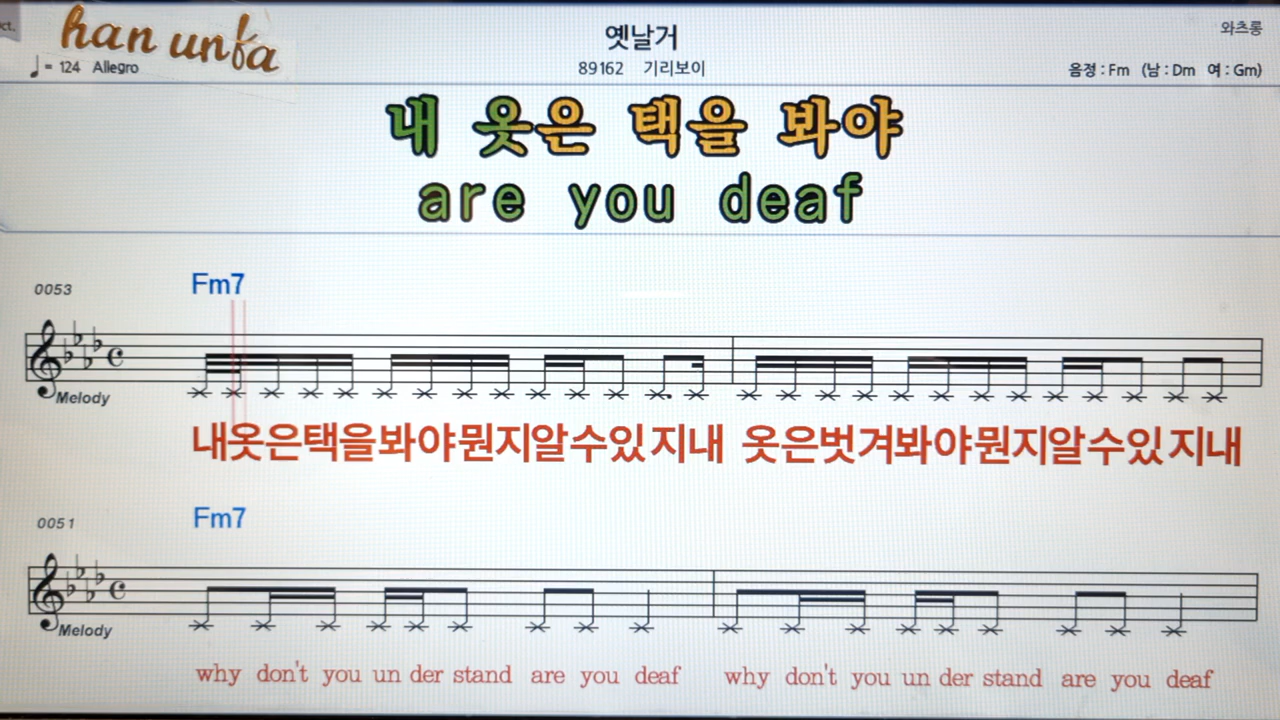 ct.
han unfa
옛날거
와츠롱
♩= 124 Allegro
89162 기리보이
음정 : Fm (남 : Dm 여 : Gm)
내 옷은 택을 봐야
are you deaf
Fm7
0053
Melody
내옷은택을봐야뭔지알수있지내 옷은벗겨봐야뭔지알수있지내
Fm7
0051
Melody
why don't you un der stand are you deaf why don't you un der stand are you deaf